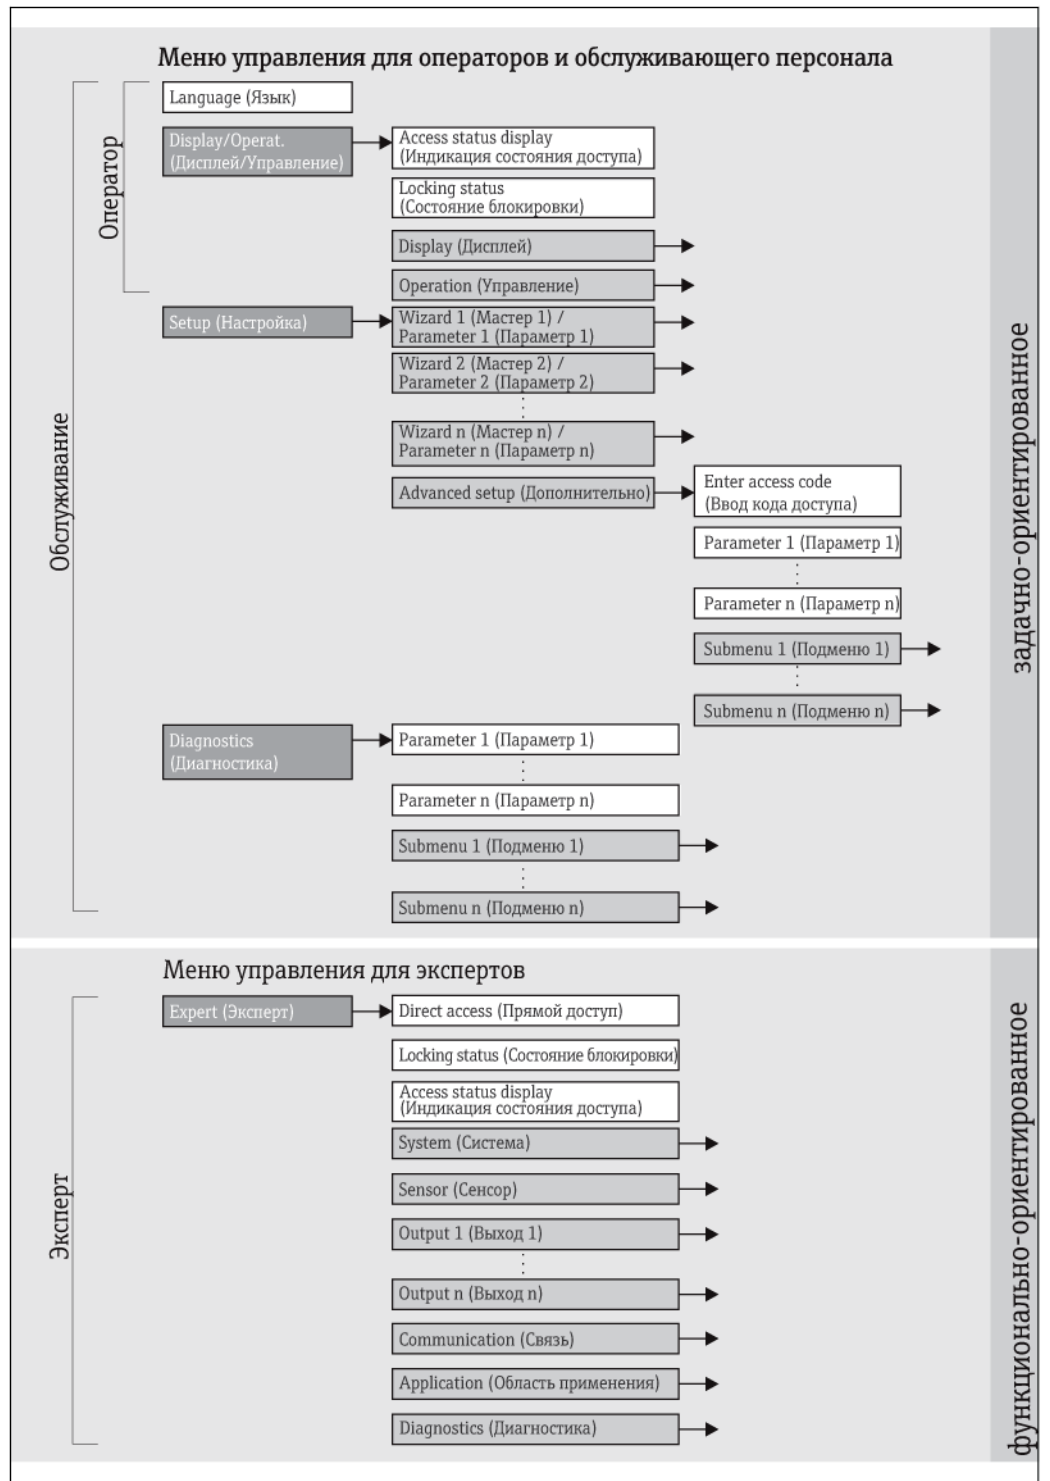 Меню управления для операторов и обслуживающего персонала
Language (Язык)
Display/Operat.
(Дисплей/Управление)
Access status display
(Индикация состояния доступа)
Locking status
(Состояние блокировки)
Display (Дисплей)
Operation (Управление)
Оператор
Setup (Настройка)
Wizard 1 (Мастер 1) /
Parameter 1 (Параметр 1)
Wizard 2 (Мастер 2) /
Parameter 2 (Параметр 2)
Wizard n (Мастер n) /
Parameter n (Параметр n)
Advanced setup (Дополнительно)
Enter access code
(Ввод кода доступа)
Parameter 1 (Параметр 1)
Parameter n (Параметр n)
Submenu 1 (Подменю 1)
Submenu n (Подменю n)
Обслуживание
Diagnostics
(Диагностика)
Parameter 1 (Параметр 1)
Parameter n (Параметр n)
Submenu 1 (Подменю 1)
Submenu n (Подменю n)
задачно-ориентированное
Меню управления для экспертов
Expert (Эксперт)
Direct access (Прямой доступ)
Locking status (Состояние блокировки)
Access status display
(Индикация состояния доступа)
System (Система)
Sensor (Сенсор)
Output 1 (Выход 1)
Output n (Выход n)
Communication (Связь)
Application (Область применения)
Diagnostics (Диагностика)
Эксперт
функционально-ориентированное